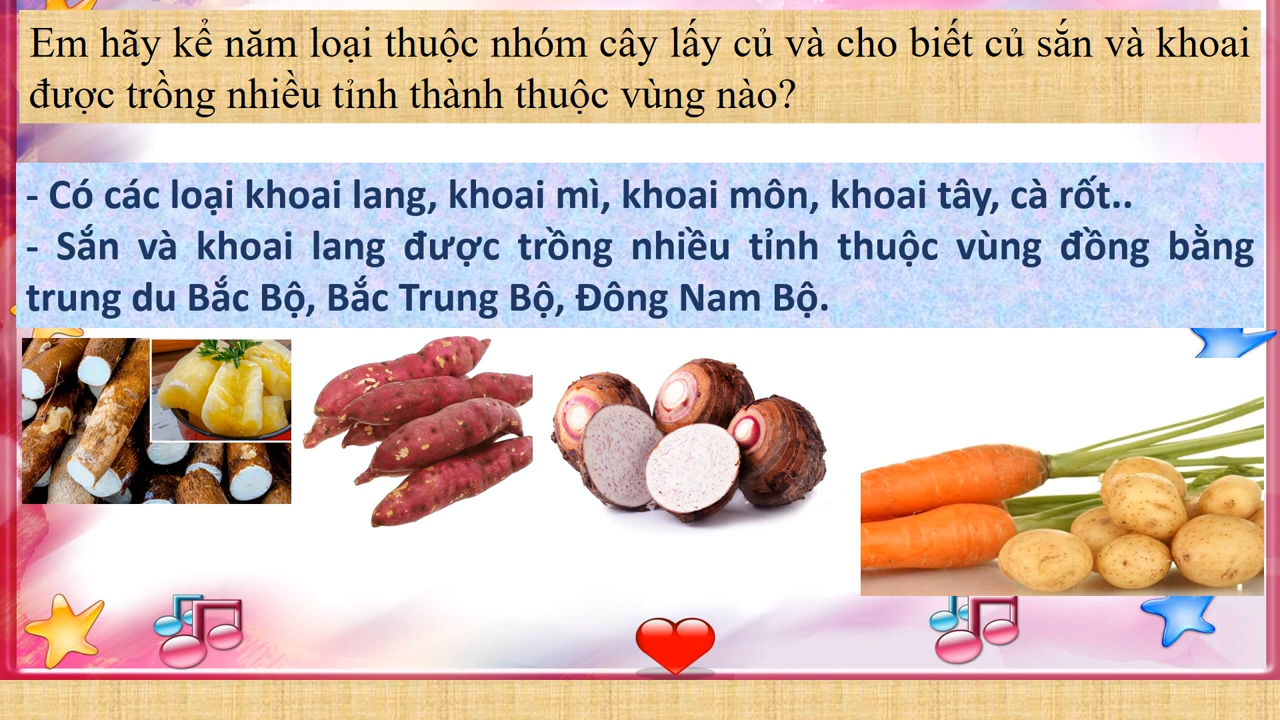 Em hãy kể năm loại thuộc nhóm cây lấy củ và cho biết củ sắn và khoai
được trồng nhiều tỉnh thành thuộc vùng nào?
- Có các loại khoai lang, khoai mì, khoai môn, khoai tây, cà rốt..
- Sắn và khoai lang được trồng nhiều tỉnh thuộc vùng đồng bằng
trung du Bắc Bộ, Bắc Trung Bộ, Đông Nam Bộ.